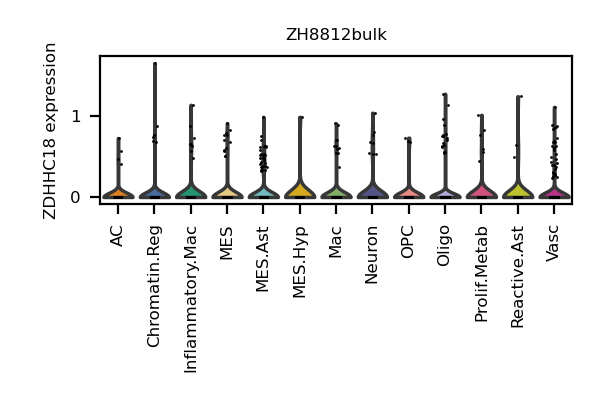 ZH8812bulk
ZDHHC18 expression
1
0
AC
Chromatin.Reg
Inflammatory.Mac
MES
MES.Ast
MES.Hyp
Mac
Neuron
OPC
Oligo
Prolif.Metab
Reactive.Ast
Vasc